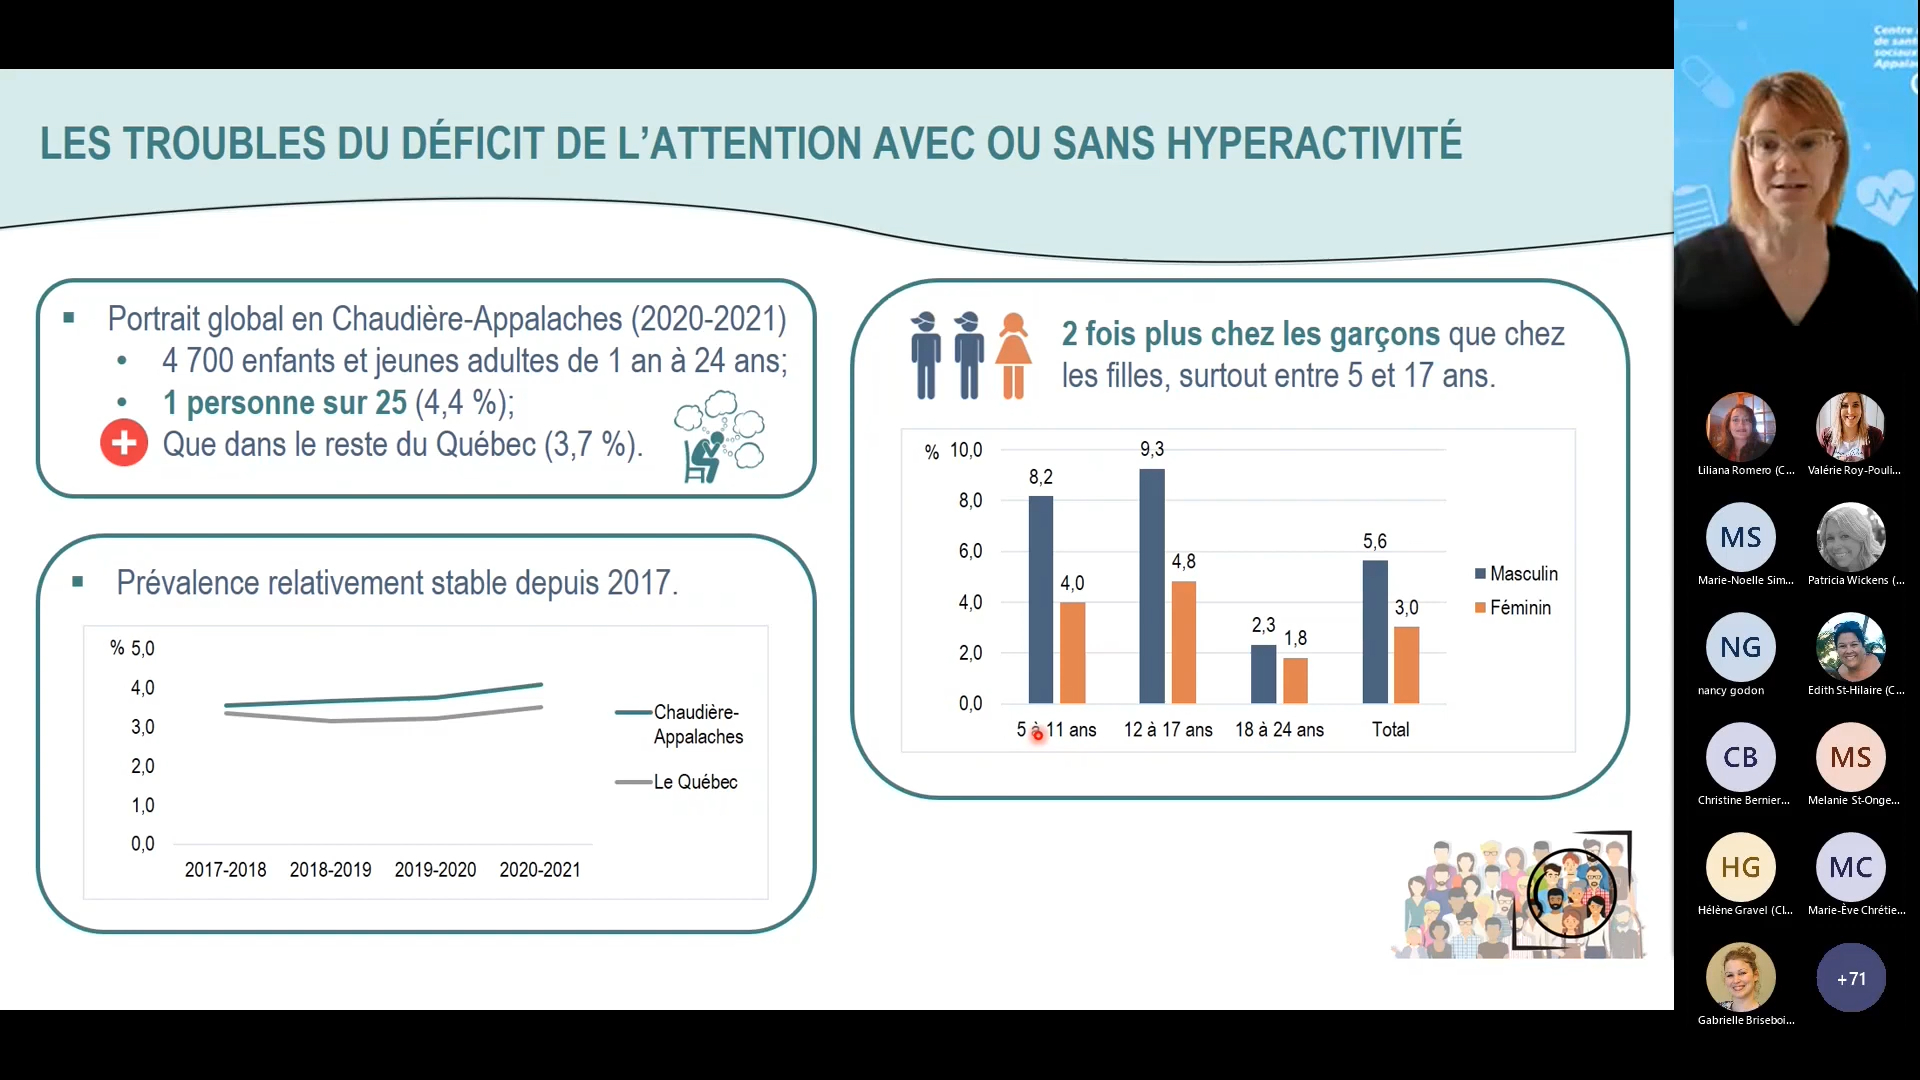 LES TROUBLES DU DÉFICIT DE L'ATTENTION AVEC OU SANS HYPERACTIVITÉ
Portrait global en Chaudière-Appalaches (2020-2021)
4 700 enfants et jeunes adultes de 1 an à 24 ans;
1 personne sur 25 (4,4 %);
Que dans le reste du Québec (3,7 %).
Prévalence relativement stable depuis 2017.
% 5,0
4,0
3,0
2,0
1,0
0,0
2017-2018 2018-2019 2019-2020 2020-2021
Chaudière-
Appalaches
Le Québec
2 fois plus chez les garçons que chez
les filles, surtout entre 5 et 17 ans.
% 10,0
8,0
6,0
4,0
2,0
0,0
8,2 4,0 9,3 4,8 2,3 1,8 5,6 3,0
5 à 11 ans 12 à 17 ans 18 à 24 ans Total
Masculin
Féminin
Centre
de san
sociaux
Appala
Liliana Romero (C... Valérie Roy-Pouli...
MS
Marie-Noelle Sim... Patricia Wickens (...
NG
nancy godon Edith St-Hilaire (C...
CB MS
Christine Bernier... Melanie St-Onge...
HG MC
Hélène Gravel (CI... Marie-Ève Chrétie...
+71
Gabrielle Briseboi...